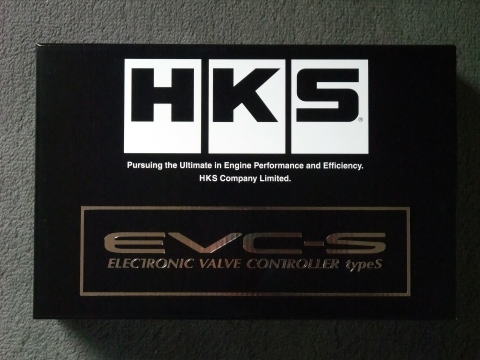 HKS®
Pursuing the Ultimate in Engine Performance and Efficiency.
HKS Company Limited.
EVC-S
ELECTRONIC VALVE CONTROLLER typeS